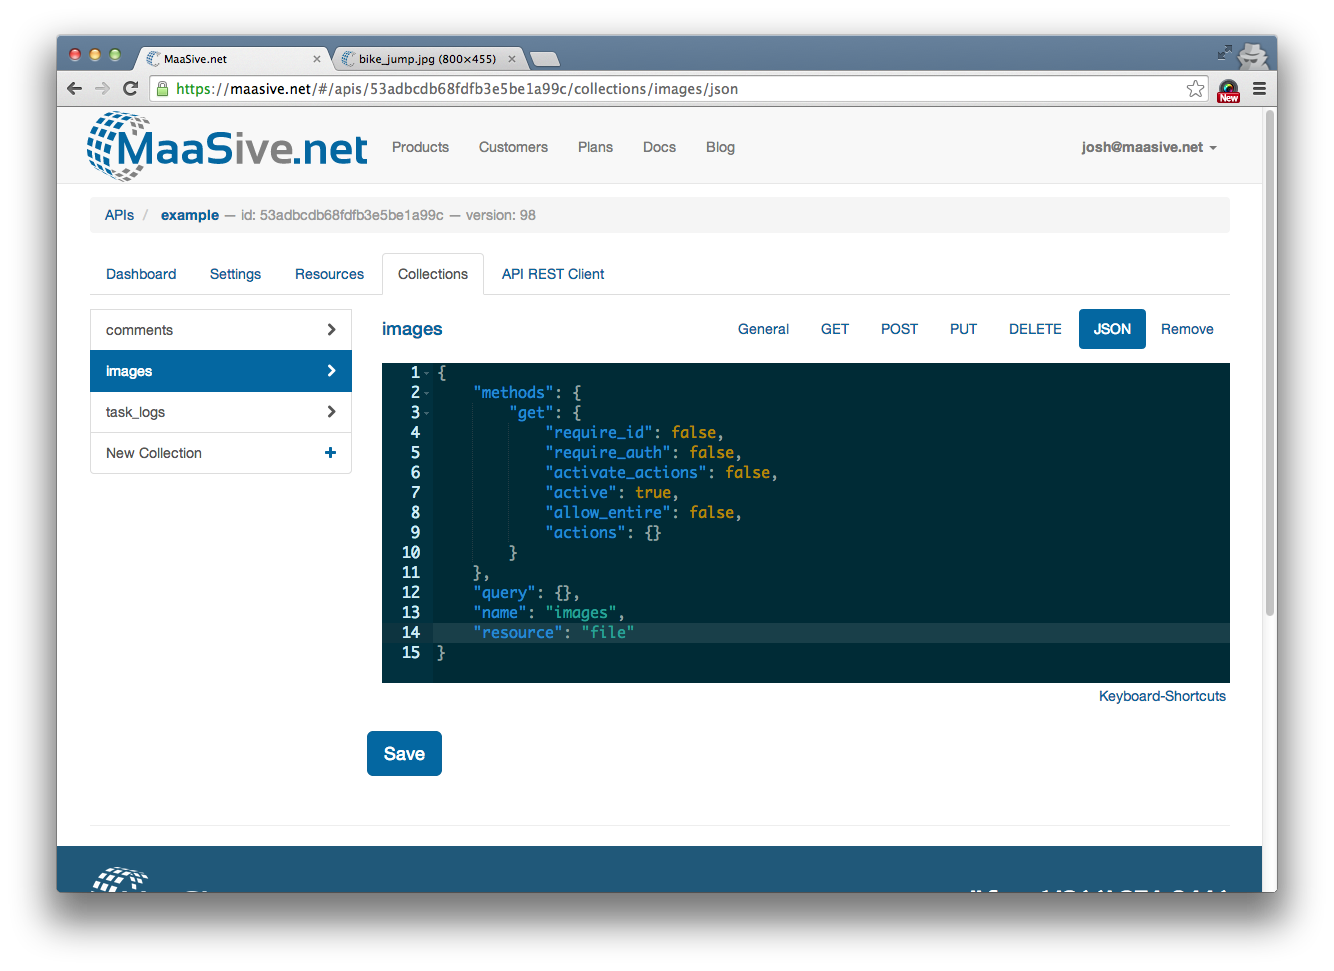 MaaSive.net
bike_jump.jpg (800×455)
https://maasive.net/#/apis/53adbcdb68fdfb3e5be1a99c/collections/images/json
New
MaaSive.net
Products
Customers
Plans
Docs
Blog
josh@maasive.net
APIs / example — id: 53adbcdb68fdfb3e5be1a99c — version: 98
Dashboard
Settings
Resources
Collections
API REST Client
comments
images
task_logs
New Collection
images
General
GET
POST
PUT
DELETE
JSON
Remove
1 {
2 "methods": {
3 "get": {
4 "require_id": false,
5 "require_auth": false,
6 "activate_actions": false,
7 "active": true,
8 "allow_entire": false,
9 "actions": {}
10 }
11 },
12 "query": {},
13 "name": "images",
14 "resource": "file"
15 }
Keyboard-Shortcuts
Save